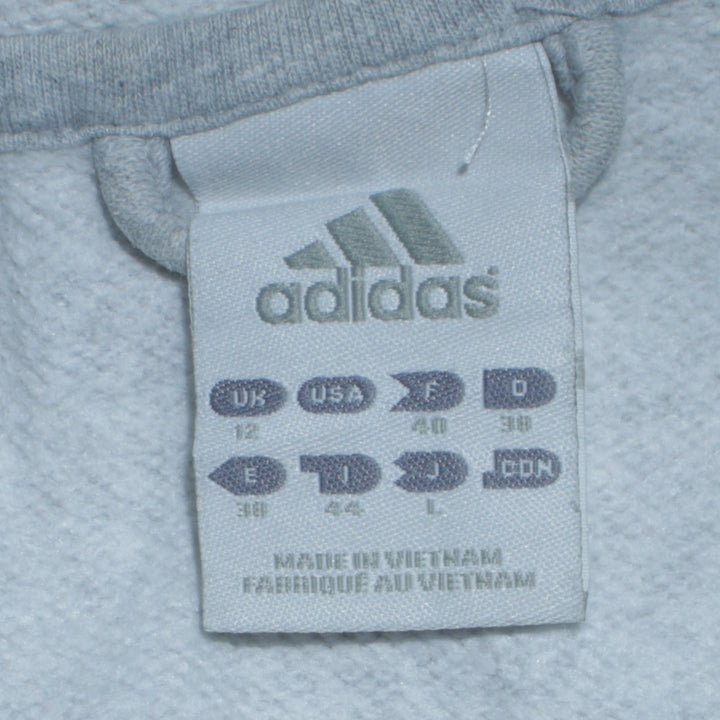 adidas
UK USA F D
12 40 38
E I J CDN
38 44 L
MADE IN VIETNAM
FABRIQUÉ AU VIETNAM